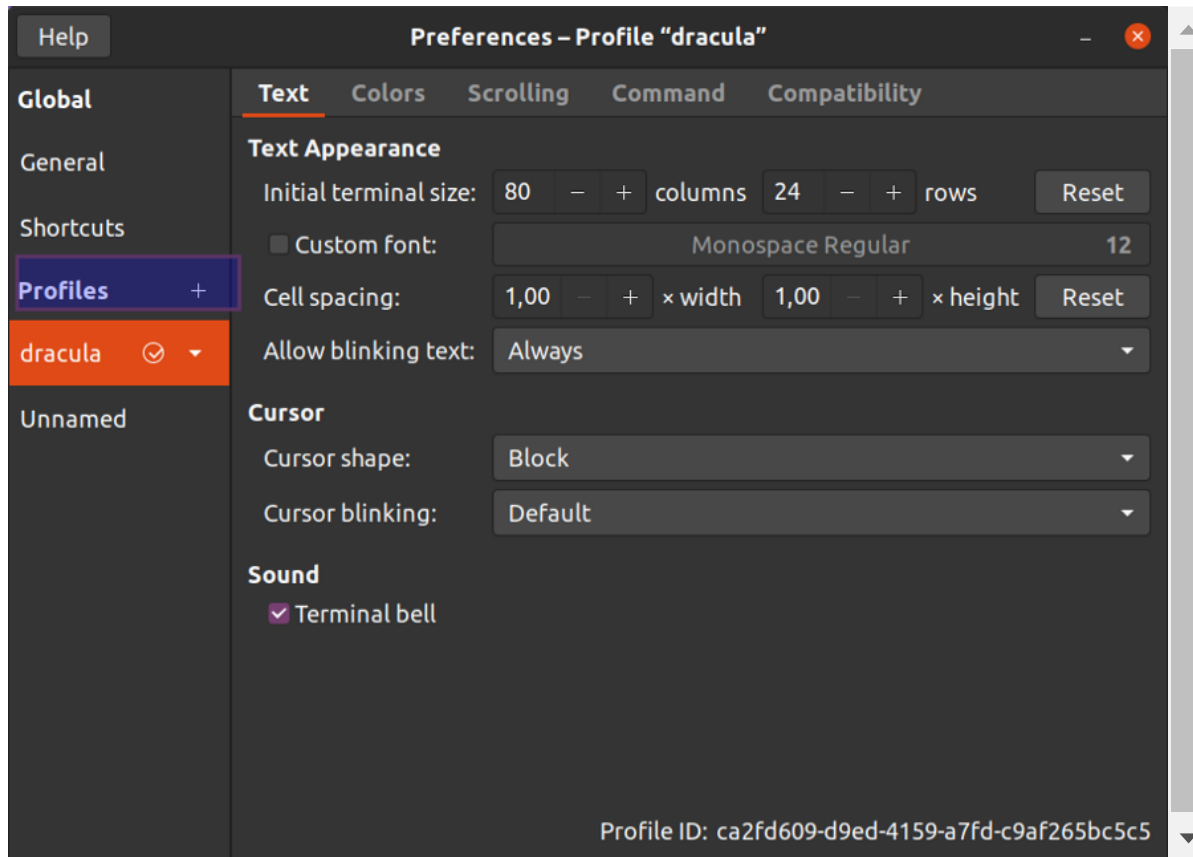 Help
Preferences – Profile “dracula”
Global
General
Shortcuts
Profiles +
dracula
Unnamed
Text Colors Scrolling Command Compatibility
Text Appearance
Initial terminal size: 80 − + columns 24 − + rows Reset
Custom font: Monospace Regular 12
Cell spacing: 1,00 − + × width 1,00 − + × height Reset
Allow blinking text: Always
Cursor
Cursor shape: Block
Cursor blinking: Default
Sound
Terminal bell
Profile ID: ca2fd609-d9ed-4159-a7fd-c9af265bc5c5